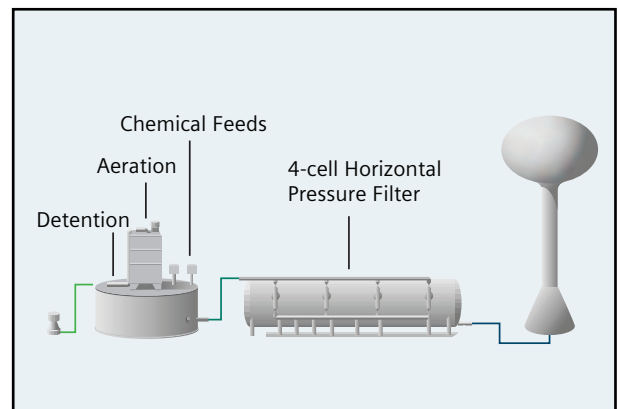 Chemical Feeds
Aeration
Detention
4-cell Horizontal
Pressure Filter